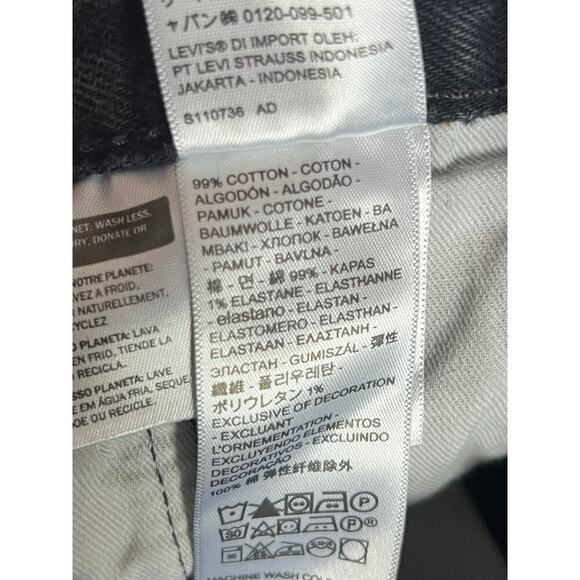 ャパン㈱ 0120-099-501
LEVI'S® DI IMPORT OLEH:
PT LEVI STRAUSS INDONESIA
JAKARTA - INDONESIA
S110736 AD
99% COTTON - COTON -
ALGODÓN - ALGODÃO -
PAMUK - COTONE -
BAUMWOLLE - KATOEN - BA
МВАКI - ХЛОПОК - BAWEŁNA
- PAMUT - BAVLNA -
棉 - 면 - 綿 99% - KAPAS
1% ELASTANE - ELASTHANNE
- elastano - ELASTAN -
ELASTOMERO - ELASTHAN -
ELASTAAN - ΕΛΑΣΤΑΝΗ -
ЭЛАСТАН - GUMISZÁL - 彈性
纖維 - 폴리우레탄 -
ポリウレタン 1%
EXCLUSIVE OF DECORATION
- EXCLUANT
L'ORNEMENTATION -
EXCLUYENDO ELEMENTOS
DECORATIVOS - EXCLUINDO
DECORAÇÃO
100% 棉 弹性纤维除外
MACHINE WASH
NET: WASH LESS,
RY, DONATE OR
NOTRE PLANETE:
VEZ A FROID,
NATURELLEMENT,
CYCLEZ
O PLANETA: LAVA
EN FRIO, TIENDE LA
O RECICLA.
SSO PLANETA: LAVE
E EM ÁGUA FRIA, SEQUE
DOE OU RECICLE.